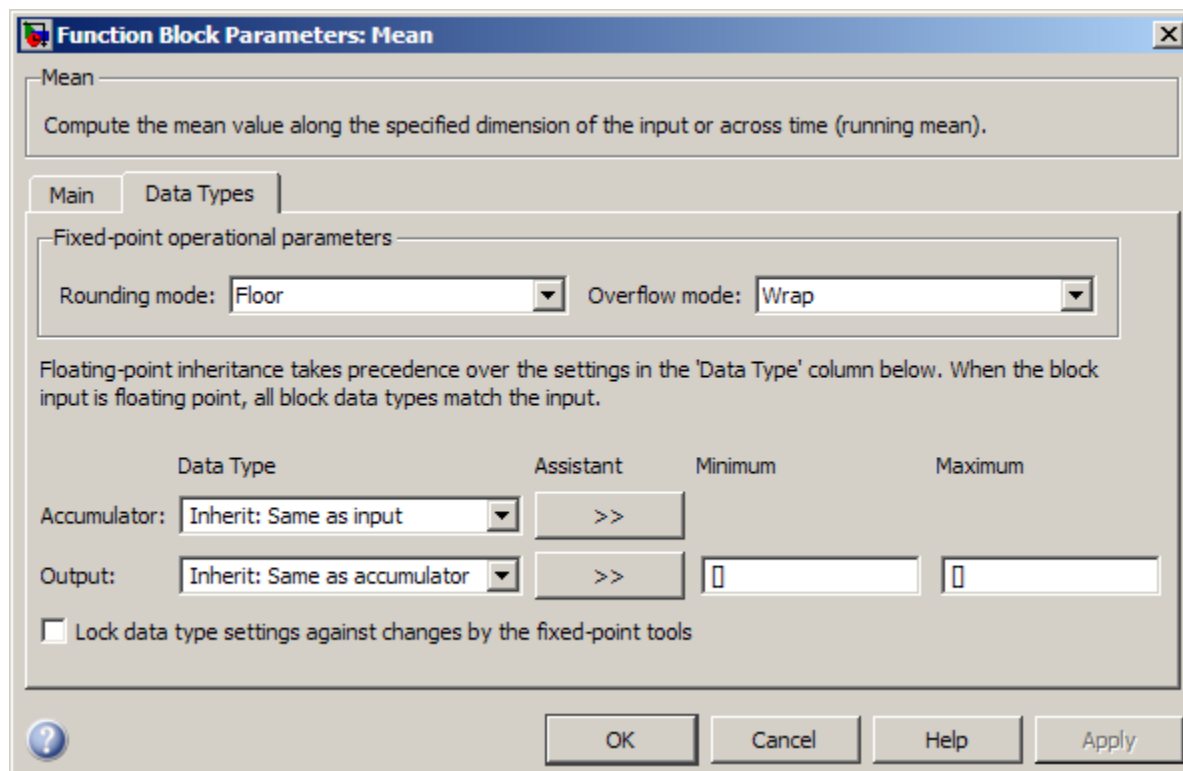 Function Block Parameters: Mean
Mean
Compute the mean value along the specified dimension of the input or across time (running mean).
Main Data Types
Fixed-point operational parameters
Rounding mode: Floor Overflow mode: Wrap
Floating-point inheritance takes precedence over the settings in the 'Data Type' column below. When the block
input is floating point, all block data types match the input.
Data Type Assistant Minimum Maximum
Accumulator: Inherit: Same as input >>
Output: Inherit: Same as accumulator >> [] []
Lock data type settings against changes by the fixed-point tools
? OK Cancel Help Apply